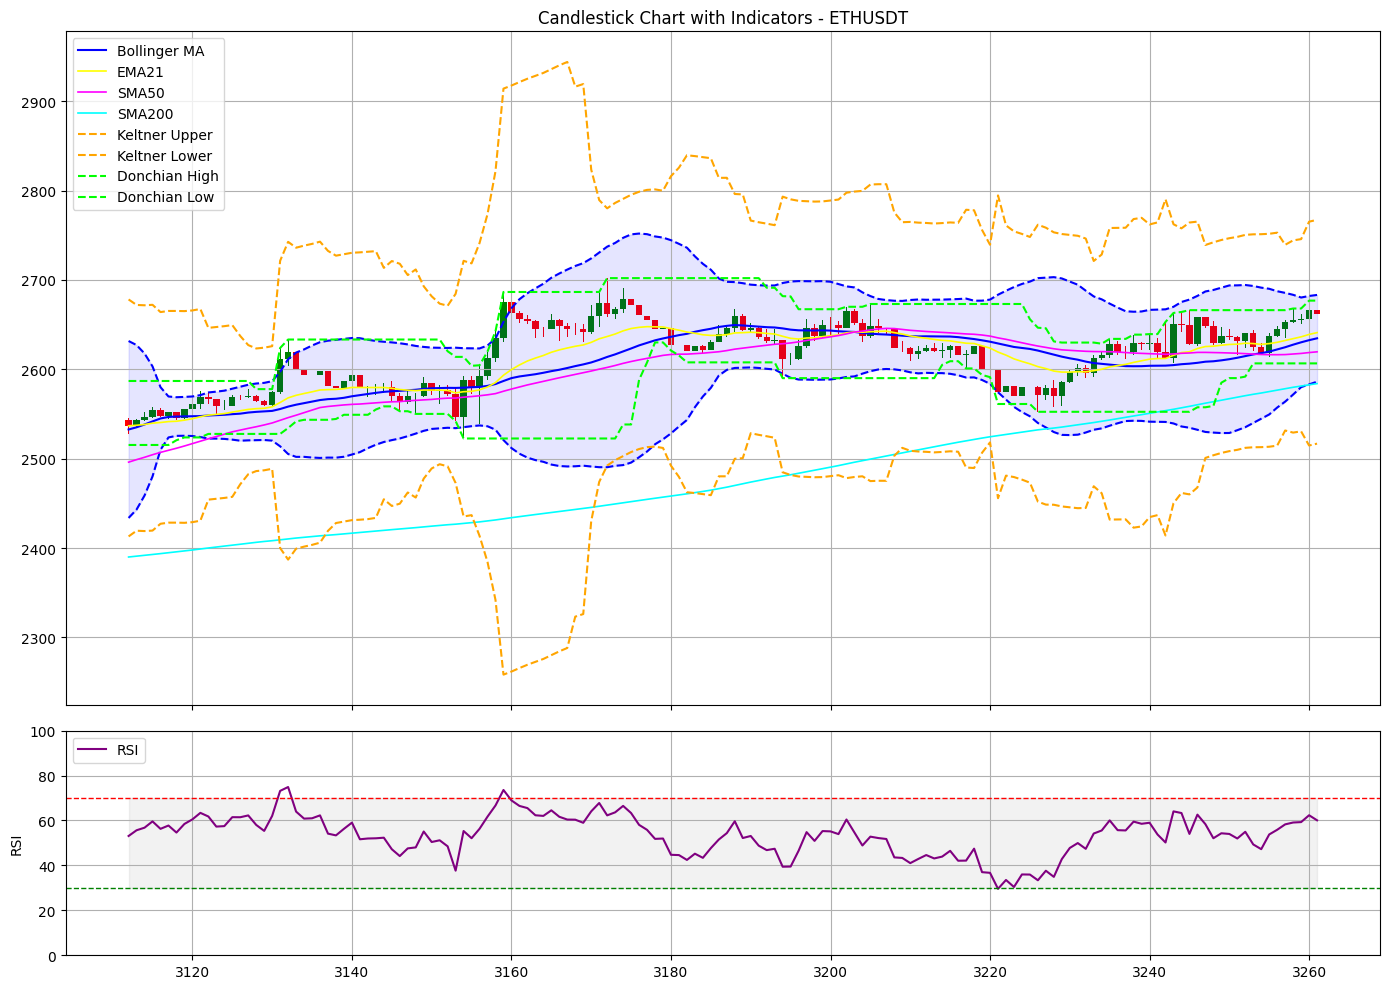 Candlestick Chart with Indicators - ETHUSDT
Bollinger MA
EMA21
SMA50
SMA200
Keltner Upper
Keltner Lower
Donchian High
Donchian Low
2900
2800
2700
2600
2500
2400
2300
3120 3140 3160 3180 3200 3220 3240 3260
RSI
RSI
100
80
60
40
20
0
3120 3140 3160 3180 3200 3220 3240 3260